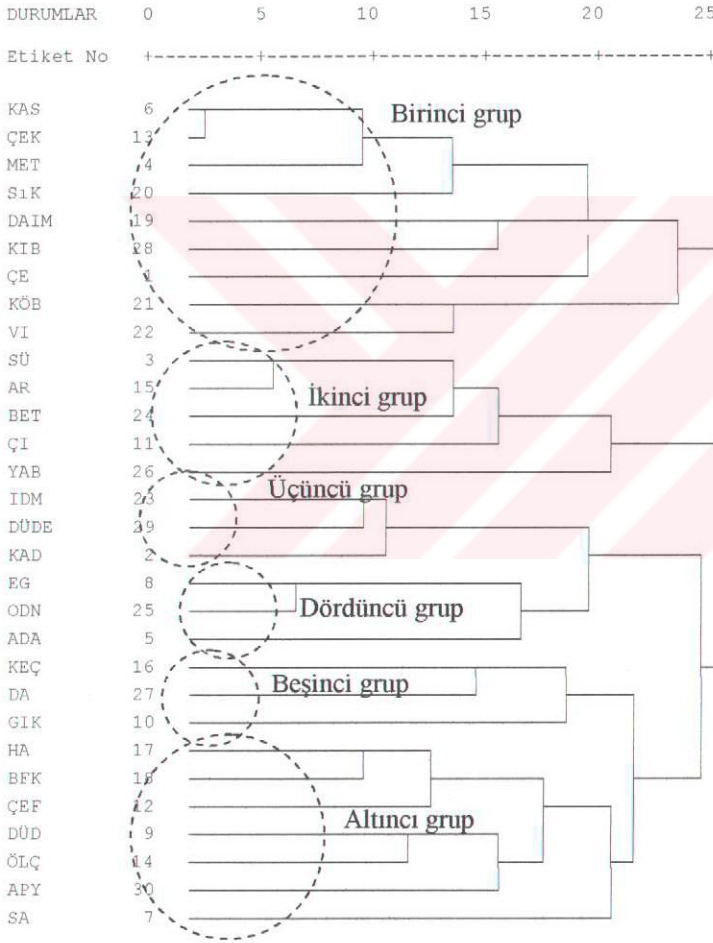 DURUMLAR 0 5 10 15 20 25
Etiket No +---------+---------+---------+---------+---------+
KAS 6 Birinci grup
ÇEK 13
MET 4
SıK 20
DAIM 19
KIB 28
ÇE 1
KÖB 21
VI 22
SÜ 3
AR 15 İkinci grup
BET 24
ÇI 11
YAB 26
IDM 23 Üçüncü grup
DÜDE 29
KAD 2
EG 8
ODN 25 Dördüncü grup
ADA 5
KEÇ 16
DA 27 Beşinci grup
GIK 10
HA 17
BFK 18
ÇEF 12 Altıncı grup
DÜD 9
ÖLÇ 14
APY 30
SA 7